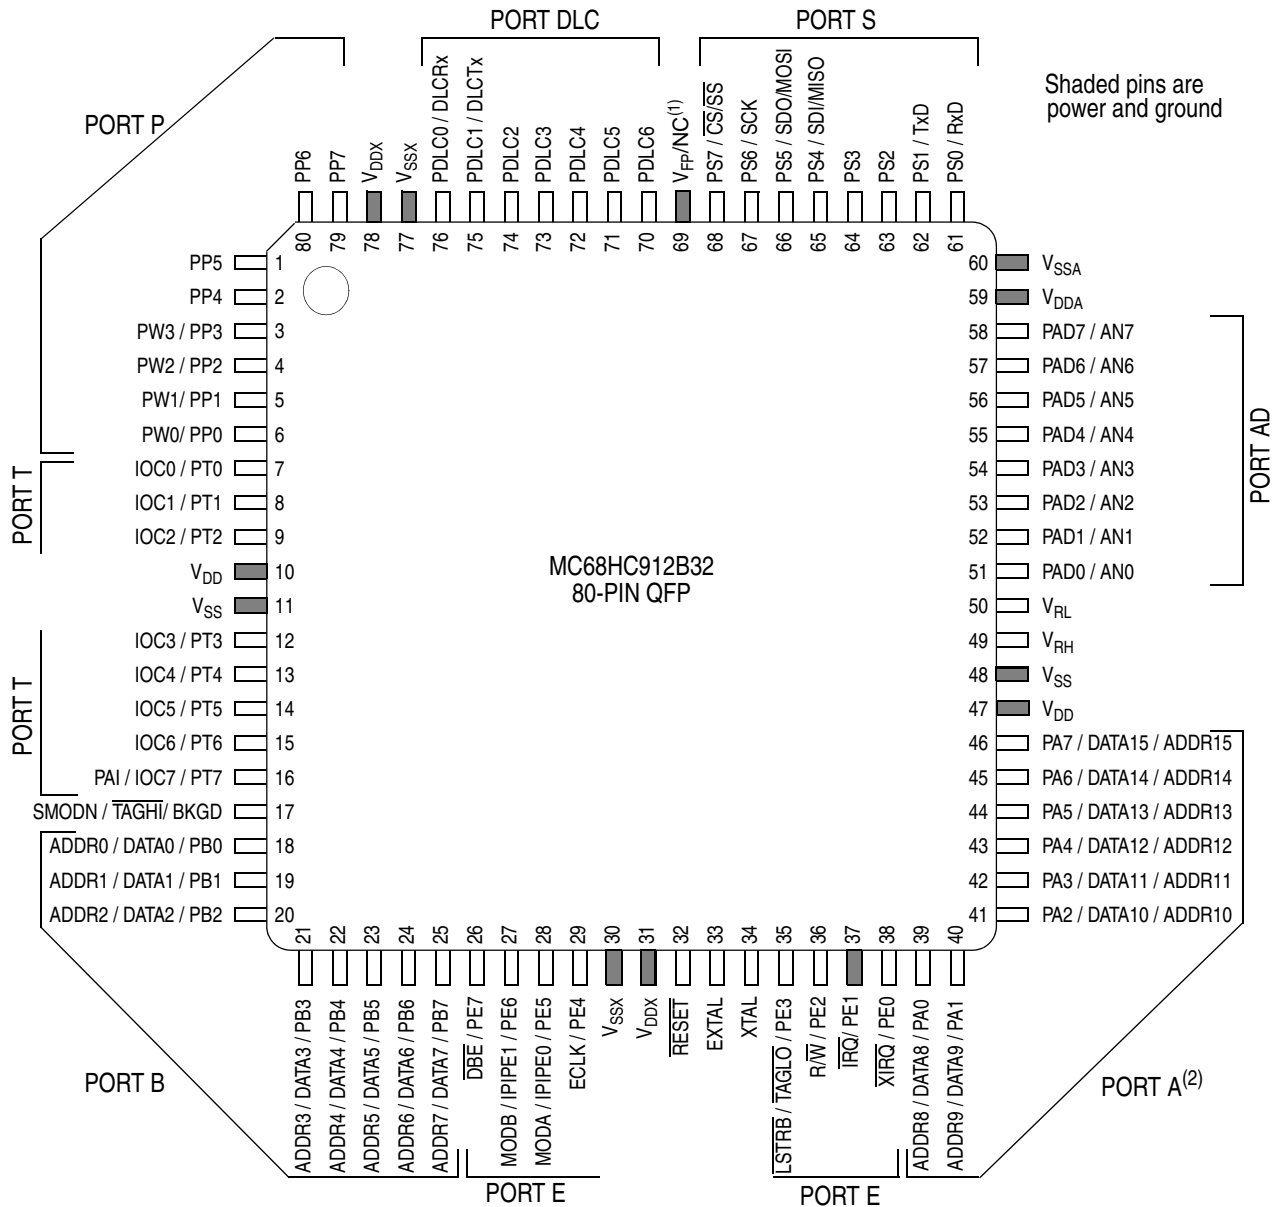 PORT DLC
PORT S
PORT P
Shaded pins are
power and ground
PP6
PP7
VDDX
VSSX
PDLC0 / DLCRx
PDLC1 / DLCTx
PDLC2
PDLC3
PDLC4
PDLC5
PDLC6
VFP/NC(1)
PS7 / CS/SS
PS6 / SCK
PS5 / SDO/MOSI
PS4 / SDI/MISO
PS3
PS2
PS1 / TxD
PS0 / RxD
80
79
78
77
76
75
74
73
72
71
70
69
68
67
66
65
64
63
62
61
PP5 1
PP4 2
PW3 / PP3 3
PW2 / PP2 4
PW1/ PP1 5
PW0/ PP0 6
PORT T
IOC0 / PT0 7
IOC1 / PT1 8
IOC2 / PT2 9
VDD 10
VSS 11
PORT T
IOC3 / PT3 12
IOC4 / PT4 13
IOC5 / PT5 14
IOC6 / PT6 15
PAI / IOC7 / PT7 16
SMODN / TAGHI/ BKGD 17
ADDR0 / DATA0 / PB0 18
ADDR1 / DATA1 / PB1 19
ADDR2 / DATA2 / PB2 20
MC68HC912B32
80-PIN QFP
60 VSSA
59 VDDA
58 PAD7 / AN7
57 PAD6 / AN6
56 PAD5 / AN5
55 PAD4 / AN4
54 PAD3 / AN3
53 PAD2 / AN2
52 PAD1 / AN1
51 PAD0 / AN0
PORT AD
50 VRL
49 VRH
48 VSS
47 VDD
46 PA7 / DATA15 / ADDR15
45 PA6 / DATA14 / ADDR14
44 PA5 / DATA13 / ADDR13
43 PA4 / DATA12 / ADDR12
42 PA3 / DATA11 / ADDR11
41 PA2 / DATA10 / ADDR10
21
22
23
24
25
26
27
28
29
30
31
32
33
34
35
36
37
38
39
40
ADDR3 / DATA3 / PB3
ADDR4 / DATA4 / PB4
ADDR5 / DATA5 / PB5
ADDR6 / DATA6 / PB6
ADDR7 / DATA7 / PB7
DBE / PE7
MODB / IPIPE1 / PE6
MODA / IPIPE0 / PE5
ECLK / PE4
VSSX
VDDX
RESET
EXTAL
XTAL
LSTRB / TAGLO / PE3
R/W / PE2
IRQ / PE1
XIRQ / PE0
ADDR8 / DATA8 / PA0
ADDR9 / DATA9 / PA1
PORT B
PORT A(2)
PORT E
PORT E